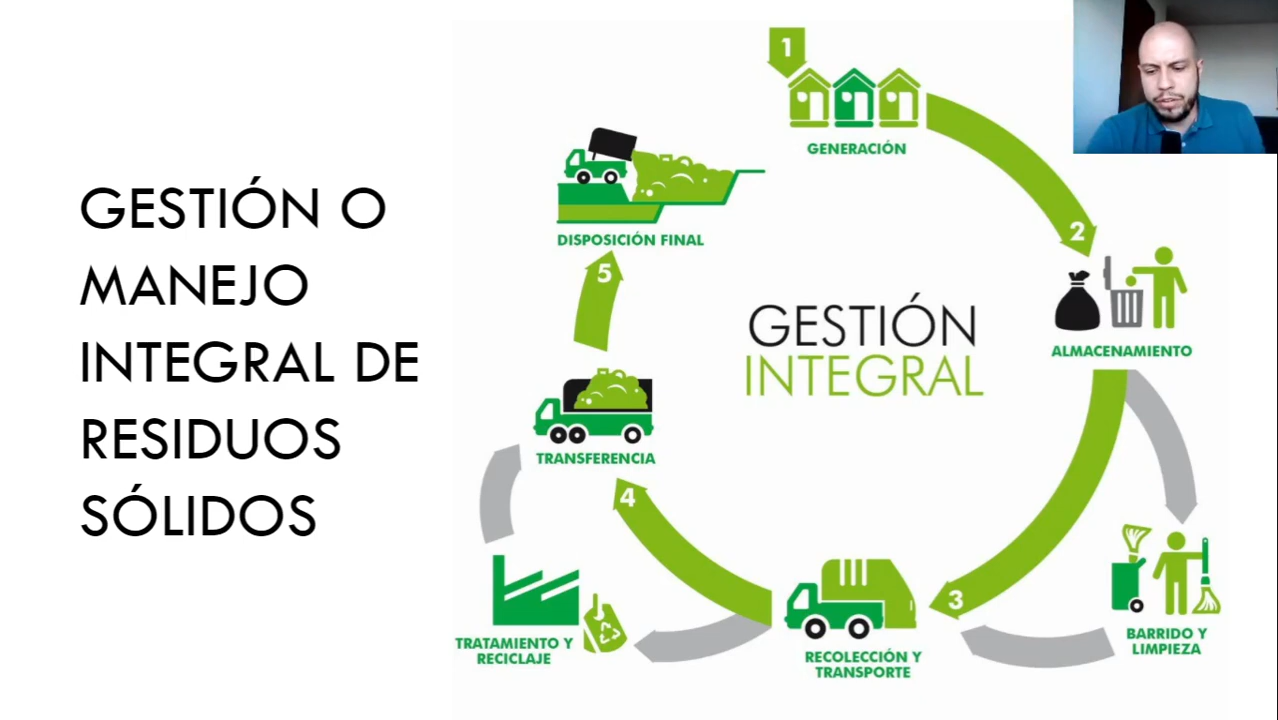 GESTIÓN O
MANEJO
INTEGRAL DE
RESIDUOS
SÓLIDOS
GESTIÓN
INTEGRAL
1
GENERACIÓN
2
ALMACENAMIENTO
BARRIDO Y
LIMPIEZA
3
RECOLECCIÓN Y
TRANSPORTE
TRATAMIENTO Y
RECICLAJE
4
TRANSFERENCIA
5
DISPOSICIÓN FINAL